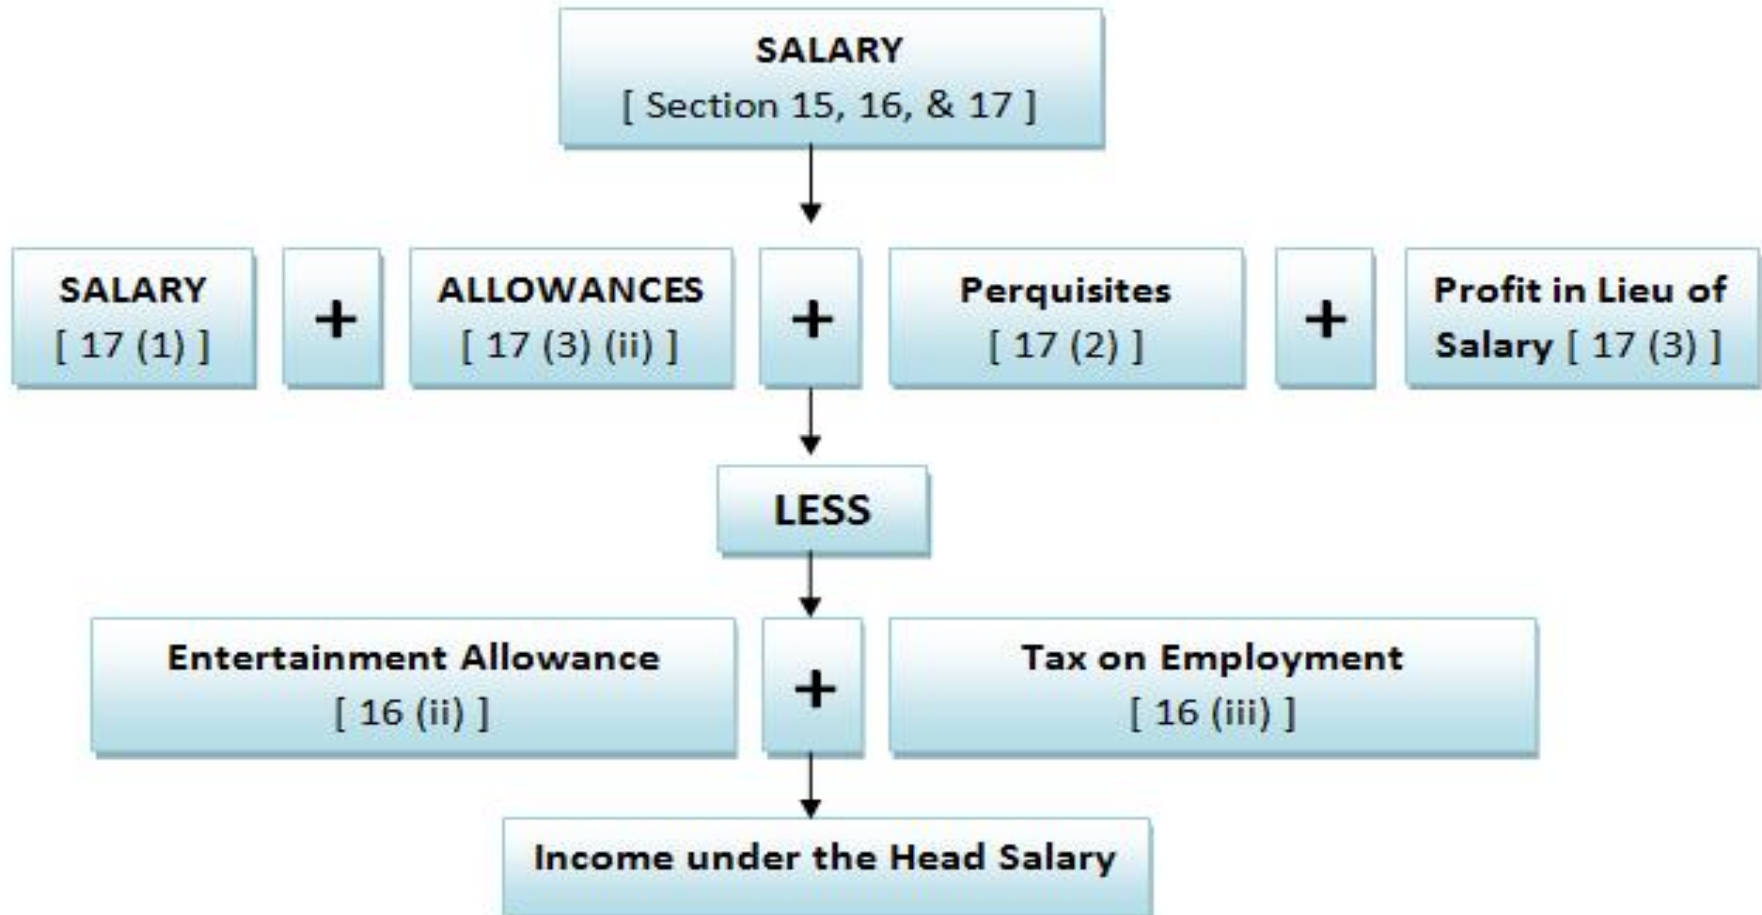 SALARY
[ Section 15, 16, & 17 ]
SALARY
[ 17 (1) ]
+
ALLOWANCES
[ 17 (3) (ii) ]
+
Perquisites
[ 17 (2) ]
+
Profit in Lieu of
Salary [ 17 (3) ]
LESS
Entertainment Allowance
[ 16 (ii) ]
+
Tax on Employment
[ 16 (iii) ]
Income under the Head Salary